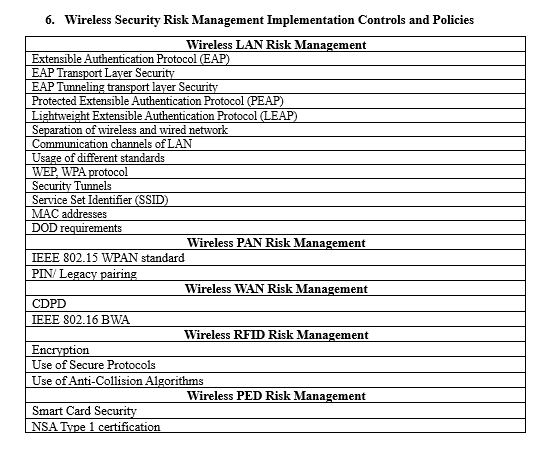 6. Wireless Security Risk Management Implementation Controls and Policies
Wireless LAN Risk Management
Extensible Authentication Protocol (EAP)
EAP Transport Layer Security
EAP Tunneling transport layer Security
Protected Extensible Authentication Protocol (PEAP)
Lightweight Extensible Authentication Protocol (LEAP)
Separation of wireless and wired network
Communication channels of LAN
Usage of different standards
WEP, WPA protocol
Security Tunnels
Service Set Identifier (SSID)
MAC addresses
DOD requirements
Wireless PAN Risk Management
IEEE 802.15 WPAN standard
PIN/ Legacy pairing
Wireless WAN Risk Management
CDPD
IEEE 802.16 BWA
Wireless RFID Risk Management
Encryption
Use of Secure Protocols
Use of Anti-Collision Algorithms
Wireless PED Risk Management
Smart Card Security
NSA Type 1 certification